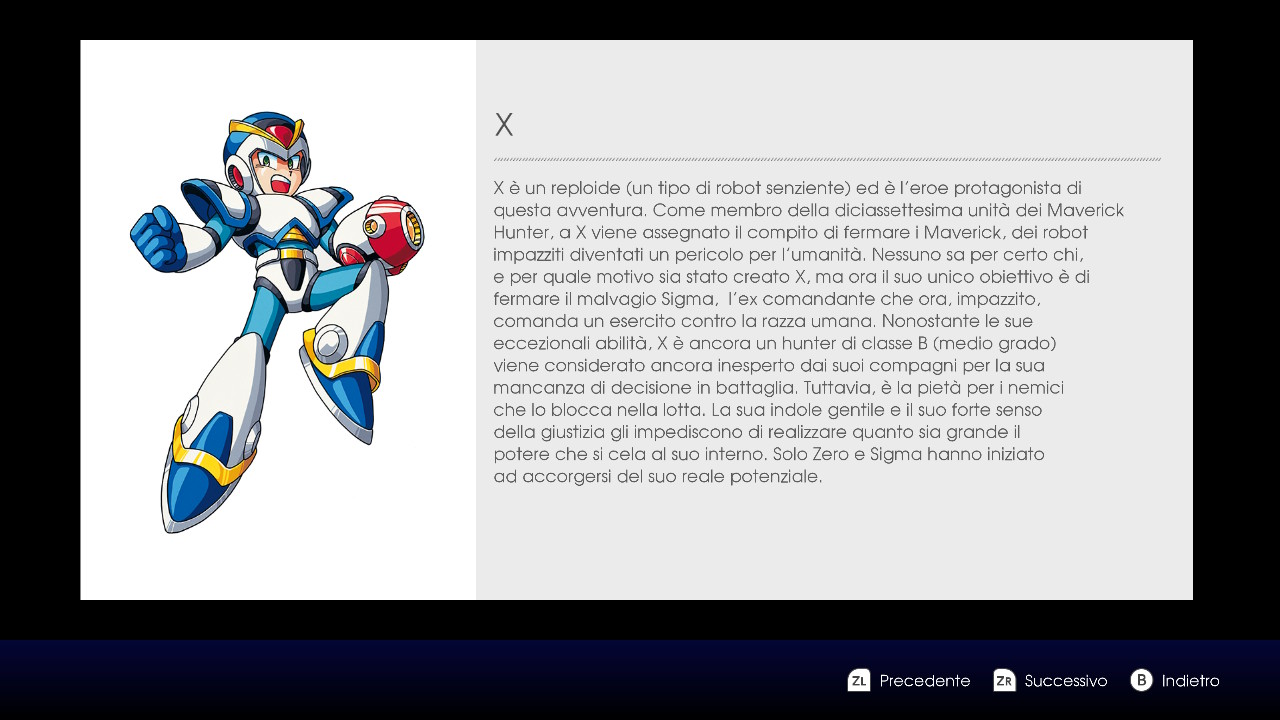 X
X è un reploide (un tipo di robot senziente) ed è l'eroe protagonista di
questa avventura. Come membro della diciassettesima unità dei Maverick
Hunter, a X viene assegnato il compito di fermare i Maverick, dei robot
impazziti diventati un pericolo per l'umanità. Nessuno sa per certo chi,
e per quale motivo sia stato creato X, ma ora il suo unico obiettivo è di
fermare il malvagio Sigma,  l'ex comandante che ora, impazzito,
comanda un esercito contro la razza umana. Nonostante le sue
eccezionali abilità, X è ancora un hunter di classe B (medio grado)
viene considerato ancora inesperto dai suoi compagni per la sua
mancanza di decisione in battaglia. Tuttavia, è la pietà per i nemici
che lo blocca nella lotta. La sua indole gentile e il suo forte senso
della giustizia gli impediscono di realizzare quanto sia grande il
potere che si cela al suo interno. Solo Zero e Sigma hanno iniziato
ad accorgersi del suo reale potenziale.
ZL Precedente ZR Successivo B Indietro